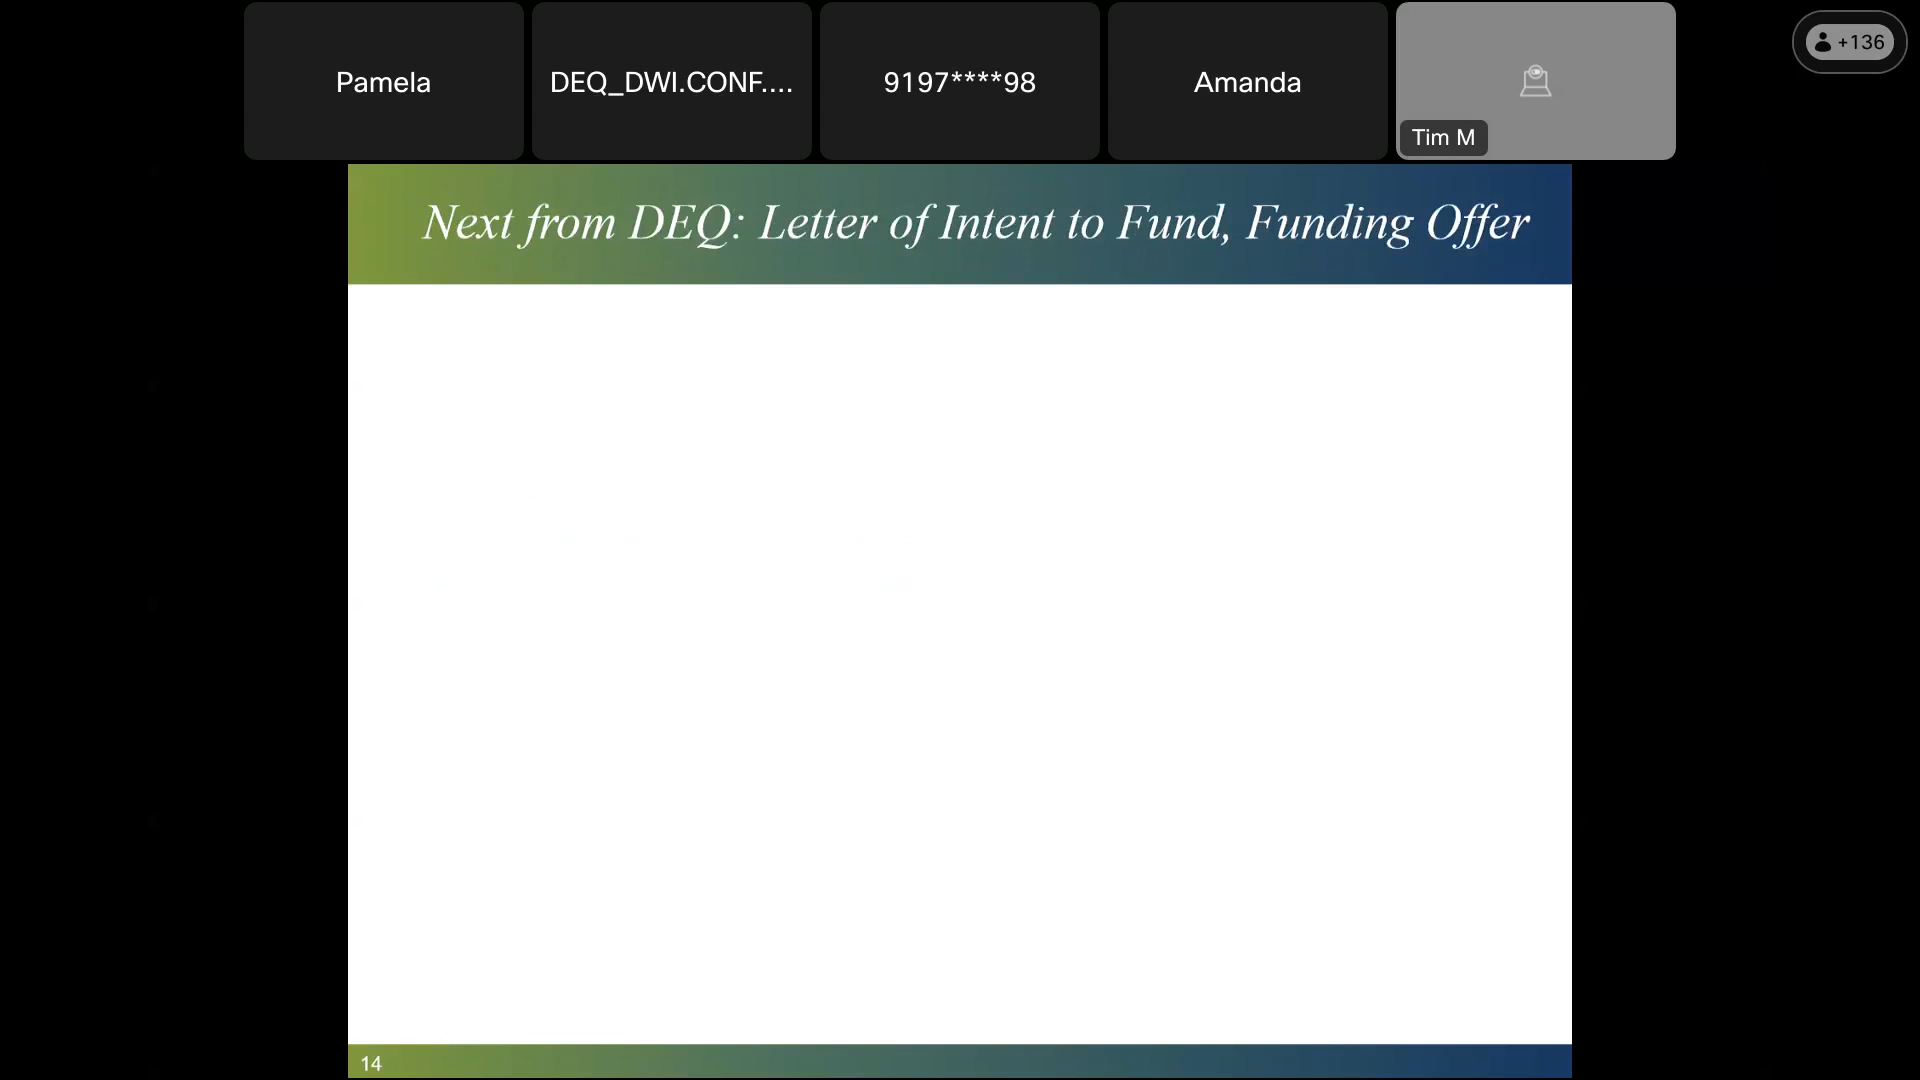 Pamela
DEQ_DWI.CONF....
9197****98
Amanda
Tim M
+136
Next from DEQ: Letter of Intent to Fund, Funding Offer
14